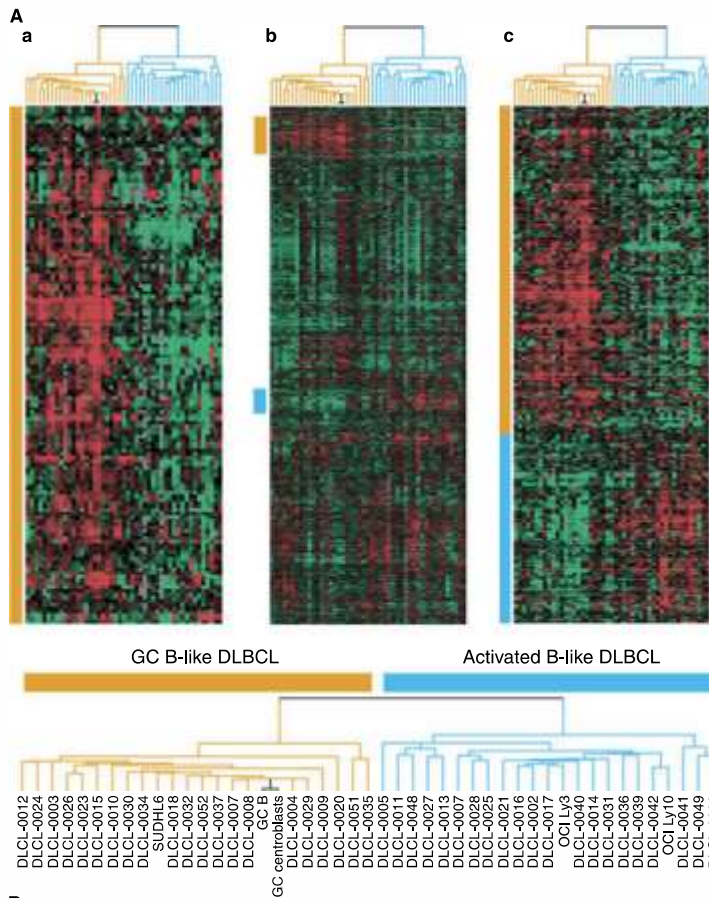 A
a
b
c
GC B-like DLBCL
Activated B-like DLBCL
DLCL-0012
DLCL-0024
DLCL-0003
DLCL-0026
DLCL-0023
DLCL-0015
DLCL-0010
DLCL-0030
DLCL-0034
SUDHL6
DLCL-0018
DLCL-0032
DLCL-0052
DLCL-0037
DLCL-0007
DLCL-0008
GC B
GC centroblasts
DLCL-0004
DLCL-0029
DLCL-0009
DLCL-0020
DLCL-0051
DLCL-0035
DLCL-0005
DLCL-0011
DLCL-0048
DLCL-0027
DLCL-0013
DLCL-0007
DLCL-0028
DLCL-0025
DLCL-0021
DLCL-0016
DLCL-0002
DLCL-0017
OCI Ly3
DLCL-0040
DLCL-0014
DLCL-0031
DLCL-0036
DLCL-0039
DLCL-0042
OCI Ly10
DLCL-0041
DLCL-0049